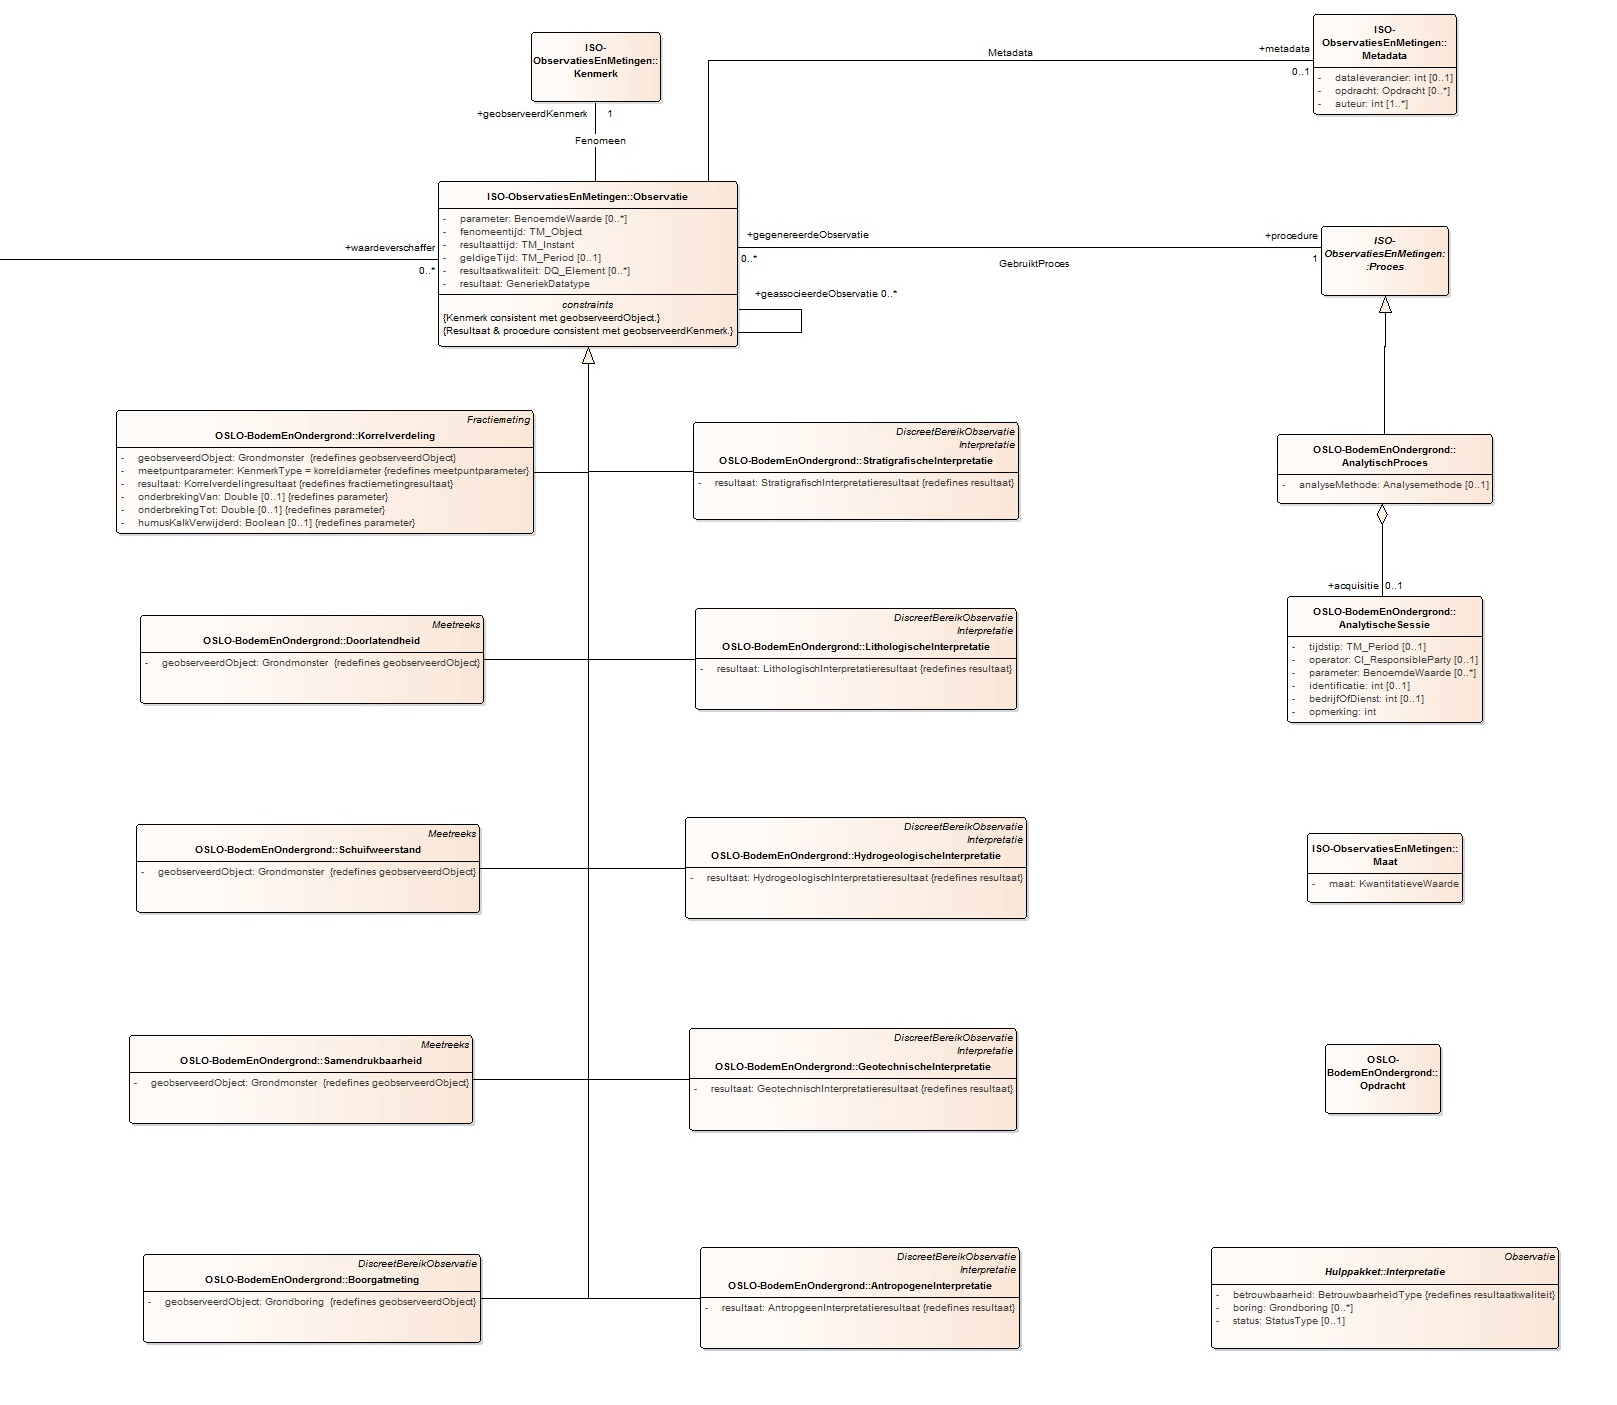 ISO-
ObservatiesEnMetingen::
Kenmerk
+geobserveerdKenmerk
1
Fenomeen
Metadata
+metadata
0..1
ISO-
ObservatiesEnMetingen::
Metadata
- dataleverancier: int [0..1]
- opdracht: Opdracht [0..*]
- auteur: int [1..*]
ISO-ObservatiesEnMetingen::Observatie
- parameter: BenoemdeWaarde [0..*]
- fenomeentijd: TM_Object
- resultaattijd: TM_Instant
- geldigeTijd: TM_Period [0..1]
- resultaatkwaliteit: DQ_Element [0..*]
- resultaat: GeneriekDatatype
constraints
{Kenmerk consistent met geobserveerdObject.}
{Resultaat & procedure consistent met geobserveerdKenmerk.}
+waardeverschaffer
0..*
+gegenereerdeObservatie
0..*
GebruiktProces
+procedure
1
+geassocieerdeObservatie 0..*
ISO-
ObservatiesEnMetingen:
:Proces
Fractiemeting
OSLO-BodemEnOndergrond::Korrelverdeling
- geobserveerdObject: Grondmonster {redefines geobserveerdObject}
- meetpuntparameter: KenmerkType = korreldiameter {redefines meetpuntparameter}
- resultaat: Korrelverdelingresultaat {redefines fractiemetingresultaat}
- onderbrekingVan: Double [0..1] {redefines parameter}
- onderbrekingTot: Double [0..1] {redefines parameter}
- humusKalkVerwijderd: Boolean [0..1] {redefines parameter}
DiscreetBereikObservatie
Interpretatie
OSLO-BodemEnOndergrond::StratigrafischeInterpretatie
- resultaat: StratigrafischInterpretatieresultaat {redefines resultaat}
OSLO-BodemEnOndergrond::
AnalytischProces
- analyseMethode: Analysemethode [0..1]
+acquisitie
0..1
OSLO-BodemEnOndergrond::
AnalytischeSessie
- tijdstip: TM_Period [0..1]
- operator: CI_ResponsibleParty [0..1]
- parameter: BenoemdeWaarde [0..*]
- identificatie: int [0..1]
- bedrijfOfDienst: int [0..1]
- opmerking: int
Meetreeks
OSLO-BodemEnOndergrond::Doorlatendheid
- geobserveerdObject: Grondmonster {redefines geobserveerdObject}
DiscreetBereikObservatie
Interpretatie
OSLO-BodemEnOndergrond::LithologischeInterpretatie
- resultaat: LithologischInterpretatieresultaat {redefines resultaat}
Meetreeks
OSLO-BodemEnOndergrond::Schuifweerstand
- geobserveerdObject: Grondmonster {redefines geobserveerdObject}
DiscreetBereikObservatie
Interpretatie
OSLO-BodemEnOndergrond::HydrogeologischeInterpretatie
- resultaat: HydrogeologischInterpretatieresultaat {redefines resultaat}
ISO-ObservatiesEnMetingen::
Maat
- maat: KwantitatieveWaarde
Meetreeks
OSLO-BodemEnOndergrond::Samendrukbaarheid
- geobserveerdObject: Grondmonster {redefines geobserveerdObject}
DiscreetBereikObservatie
Interpretatie
OSLO-BodemEnOndergrond::GeotechnischeInterpretatie
- resultaat: GeotechnischInterpretatieresultaat {redefines resultaat}
OSLO-
BodemEnOndergrond::
Opdracht
DiscreetBereikObservatie
OSLO-BodemEnOndergrond::Boorgatmeting
- geobserveerdObject: Grondboring {redefines geobserveerdObject}
DiscreetBereikObservatie
Interpretatie
OSLO-BodemEnOndergrond::AntropogeneInterpretatie
- resultaat: AntropgeenInterpretatieresultaat {redefines resultaat}
Observatie
Hulppakket::Interpretatie
- betrouwbaarheid: BetrouwbaarheidType {redefines resultaatkwaliteit}
- boring: Grondboring [0..*]
- status: StatusType [0..1]